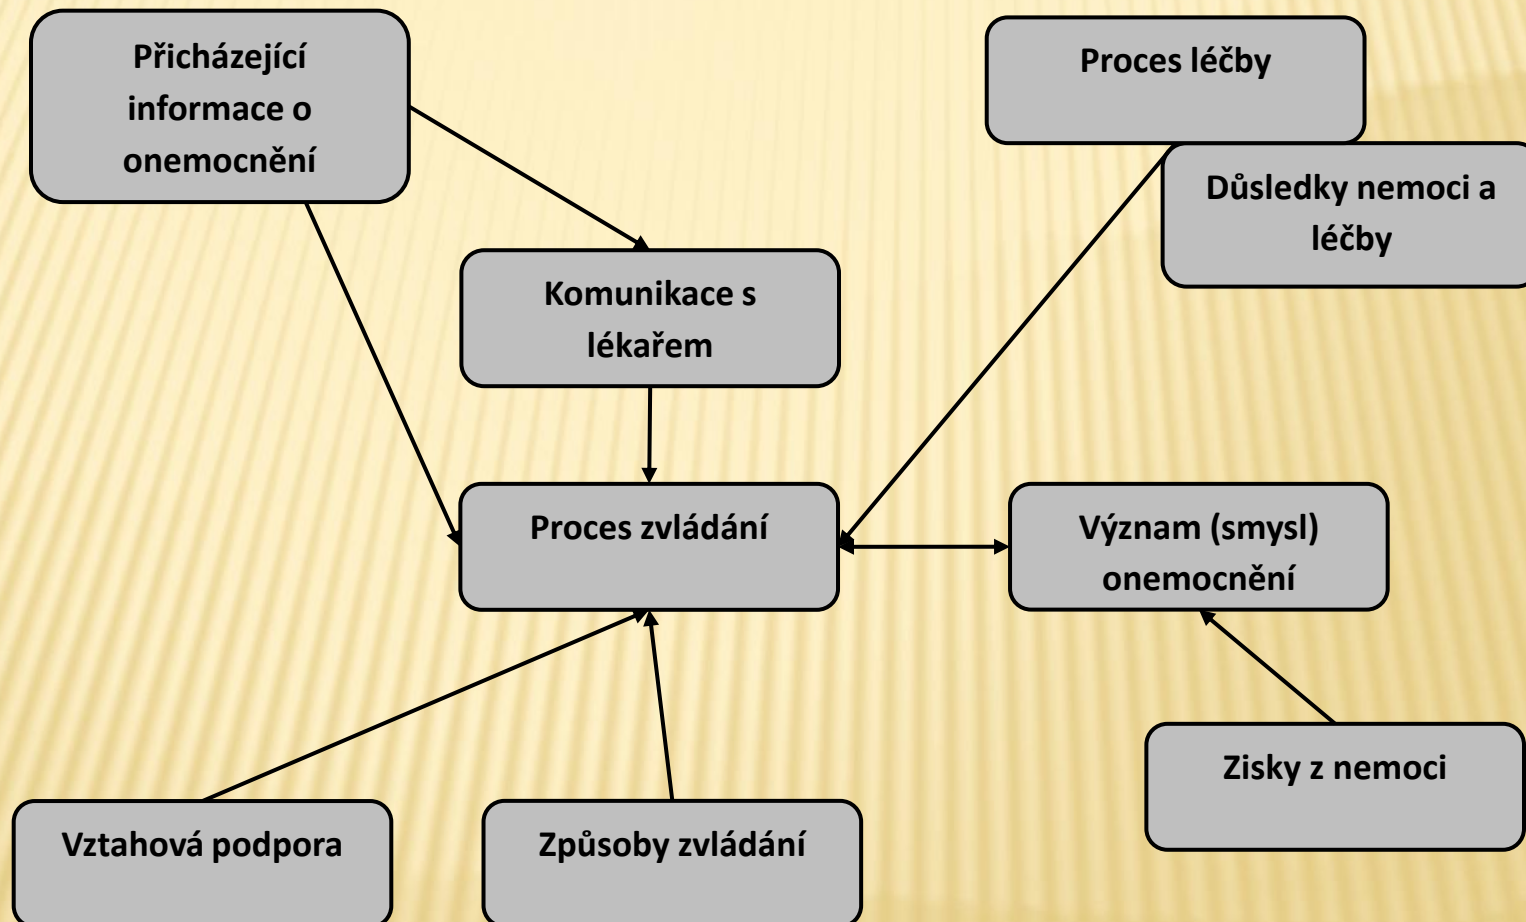 Přicházející
informace o
onemocnění
Proces léčby
Důsledky nemoci a
léčby
Komunikace s
lékařem
Proces zvládání
Význam (smysl)
onemocnění
Zisky z nemoci
Vztahová podpora
Způsoby zvládání